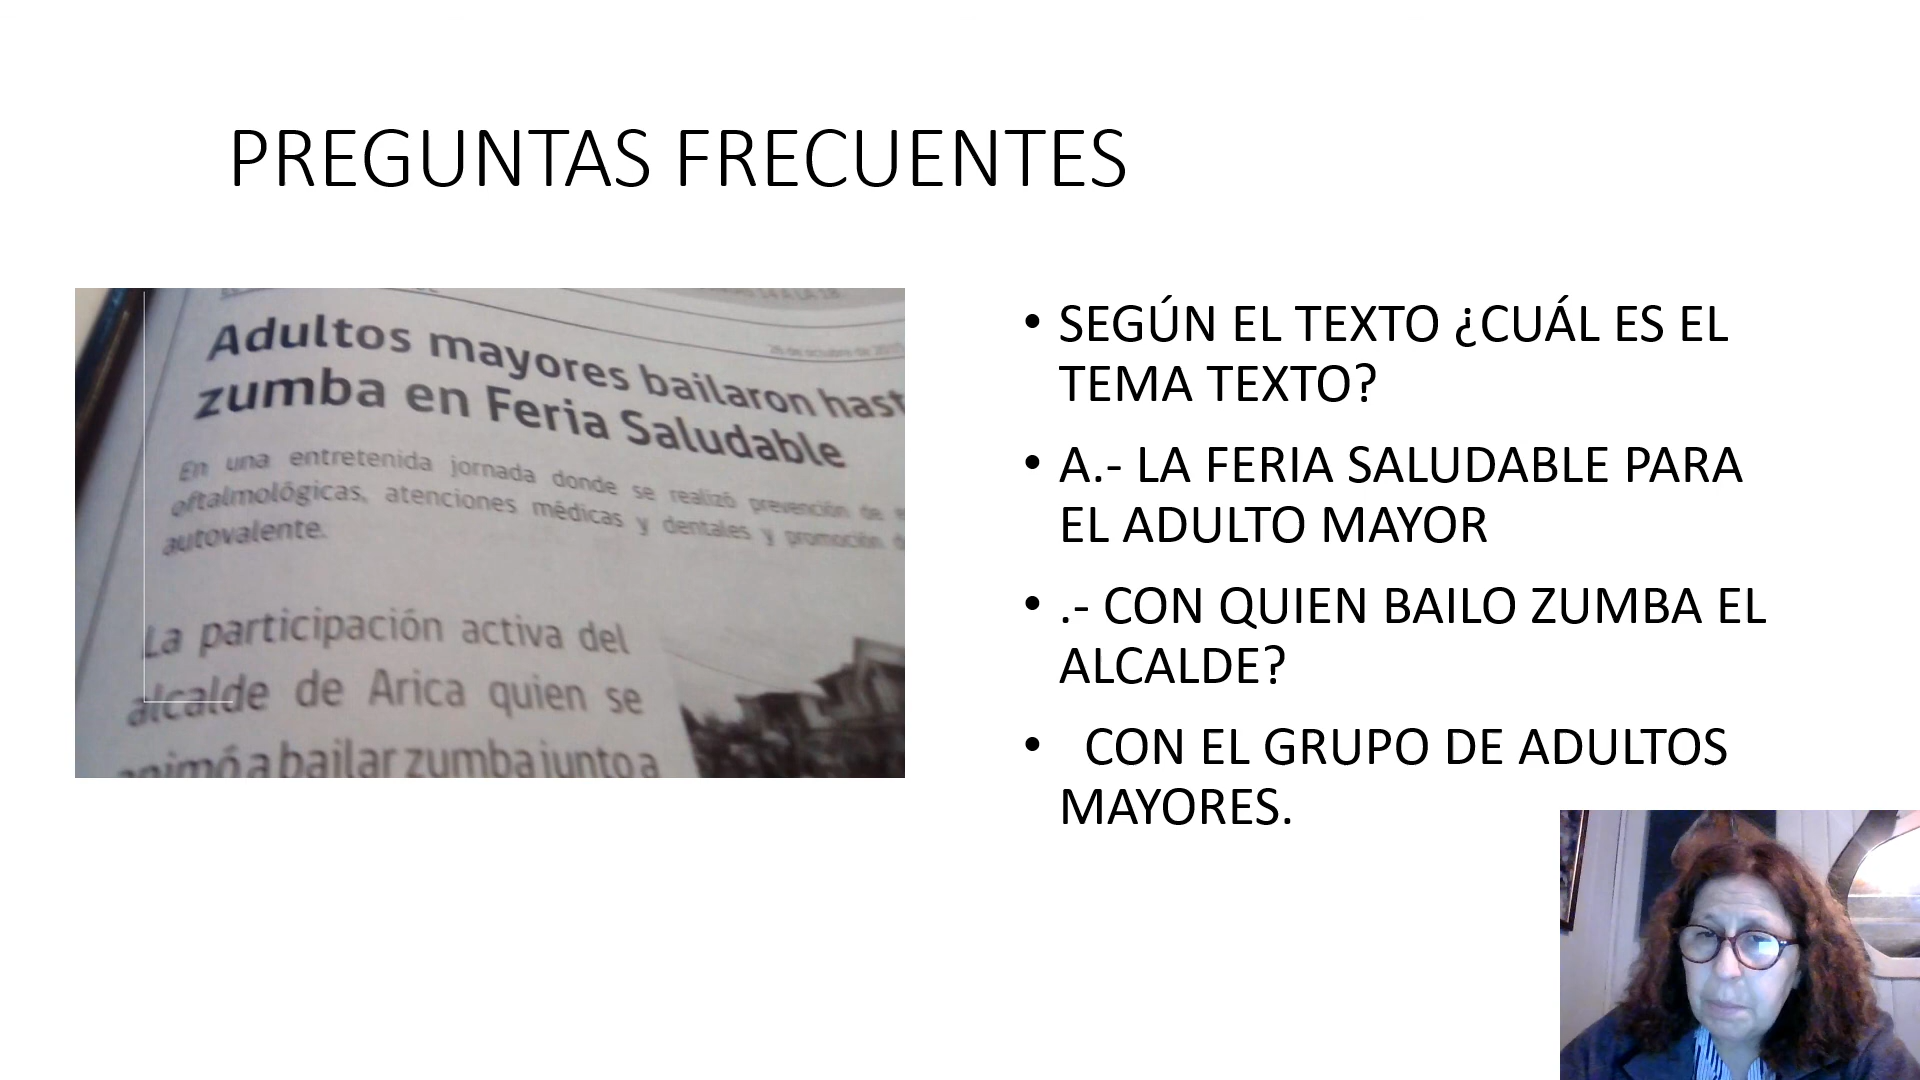 PREGUNTAS FRECUENTES
Adultos mayores bailaron hast
zumba en Feria Saludable
En una entretenida jornada donde se realizó prevención de
oftalmológicas, atenciones médicas y dentales y promoción
autovalente.
La participación activa del
alcalde de Arica quien se
animó a bailar zumba junto a
• SEGÚN EL TEXTO ¿CUÁL ES EL
TEMA TEXTO?
• A.- LA FERIA SALUDABLE PARA
EL ADULTO MAYOR
• .- CON QUIEN BAILO ZUMBA EL
ALCALDE?
• CON EL GRUPO DE ADULTOS
MAYORES.